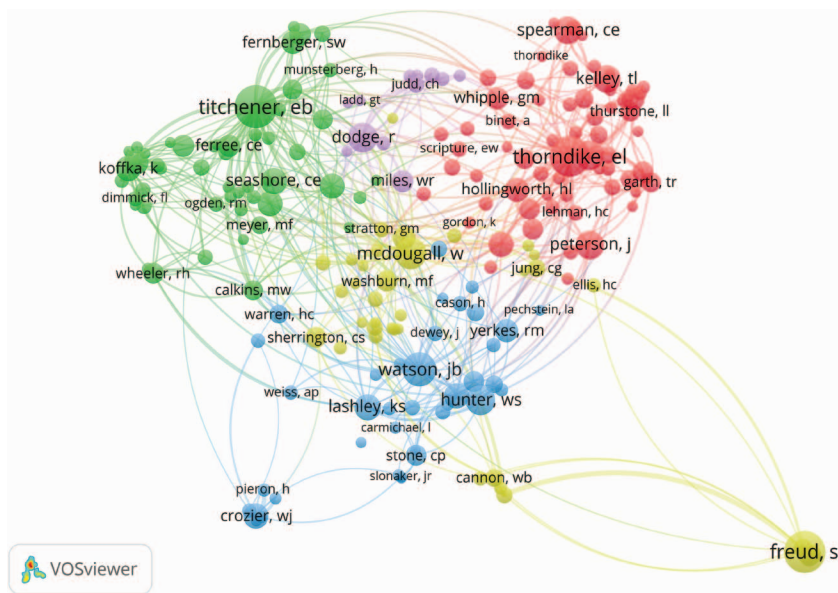 spearman, ce
fernberger, sw
thorndike
munsterberg, h
judd, ch
kelley, tl
ladd, gt
whipple, gm
thurstone, ll
titchener, eb
binet, a
dodge, r
ferree, ce
scripture, ew
thorndike, el
koffka, k
seashore, ce
miles, wr
hollingworth, hl
garth, tr
dimmick, fl
ogden, rm
lehman, hc
meyer, mf
stratton, gm
gordon, k
peterson, j
mcdougall, w
wheeler, rh
jung, cg
washburn, mf
ellis, hc
calkins, mw
cason, h
pechstein, la
warren, hc
dewey, j
yerkes, rm
sherrington, cs
watson, jb
weiss, ap
hunter, ws
lashley, ks
carmichael, l
stone, cp
slonaker, jr
cannon, wb
pieron, h
crozier, wj
freud, s
VOSviewer